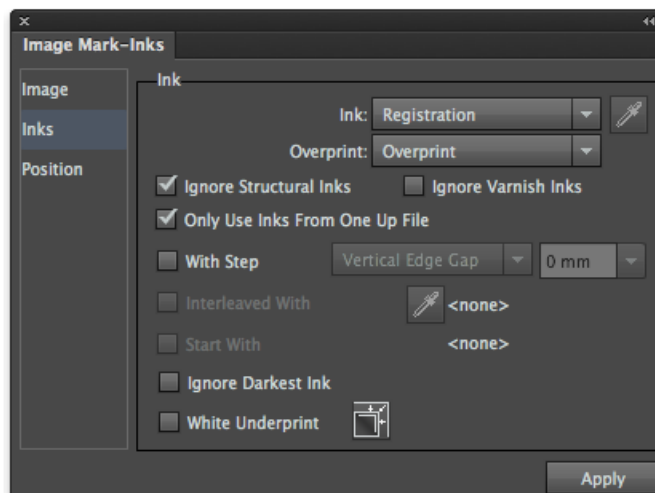 Image Mark-Inks
Image
Inks
Position
Ink
Ink: Registration
Overprint: Overprint
Ignore Structural Inks Ignore Varnish Inks
Only Use Inks From One Up File
With Step Vertical Edge Gap 0 mm
Interleaved With <none>
Start With <none>
Ignore Darkest Ink
White Underprint
Apply